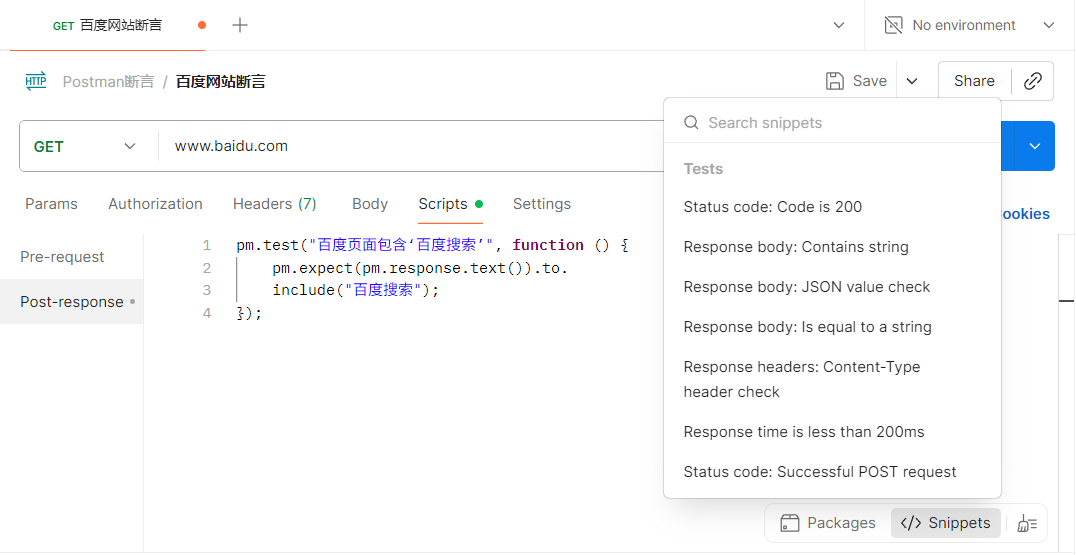 GET 百度网站断言
No environment
HTTP Postman断言 / 百度网站断言
Save
Share
GET
www.baidu.com
Params
Authorization
Headers (7)
Body
Scripts
Settings
ookies
Pre-request
Post-response
1 pm.test("百度页面包含‘百度搜索’", function () {
2 pm.expect(pm.response.text()).to.
3 include("百度搜索");
4 });
Search snippets
Tests
Status code: Code is 200
Response body: Contains string
Response body: JSON value check
Response body: Is equal to a string
Response headers: Content-Type
header check
Response time is less than 200ms
Status code: Successful POST request
Packages
</> Snippets